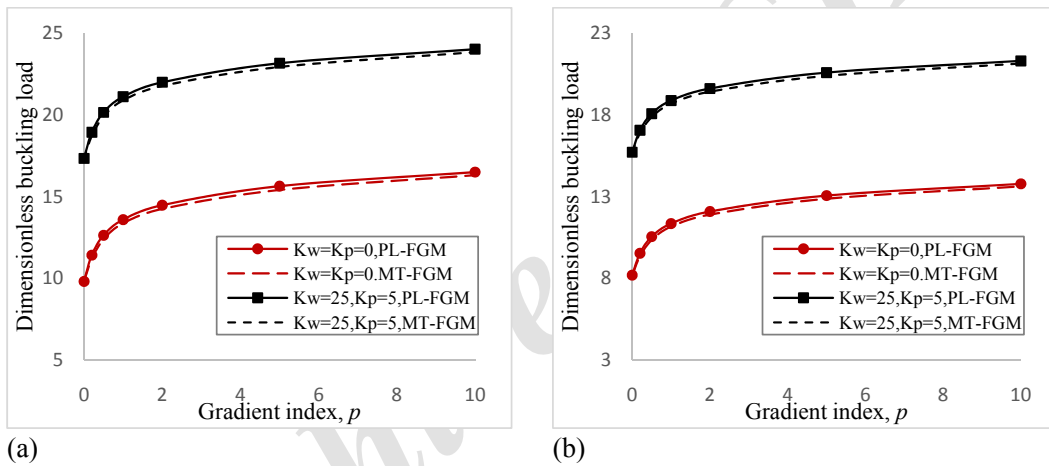 25
20
15
10
5
Dimensionless buckling load
Kw=Kp=0,PL-FGM
Kw=Kp=0.MT-FGM
Kw=25,Kp=5,PL-FGM
Kw=25,Kp=5,MT-FGM
0 2 4 6 8 10
Gradient index, p
(a)
23
18
13
8
3
Dimensionless buckling load
Kw=Kp=0,PL-FGM
Kw=Kp=0.MT-FGM
Kw=25,Kp=5,PL-FGM
Kw=25,Kp=5,MT-FGM
0 2 4 6 8 10
Gradient index, p
(b)